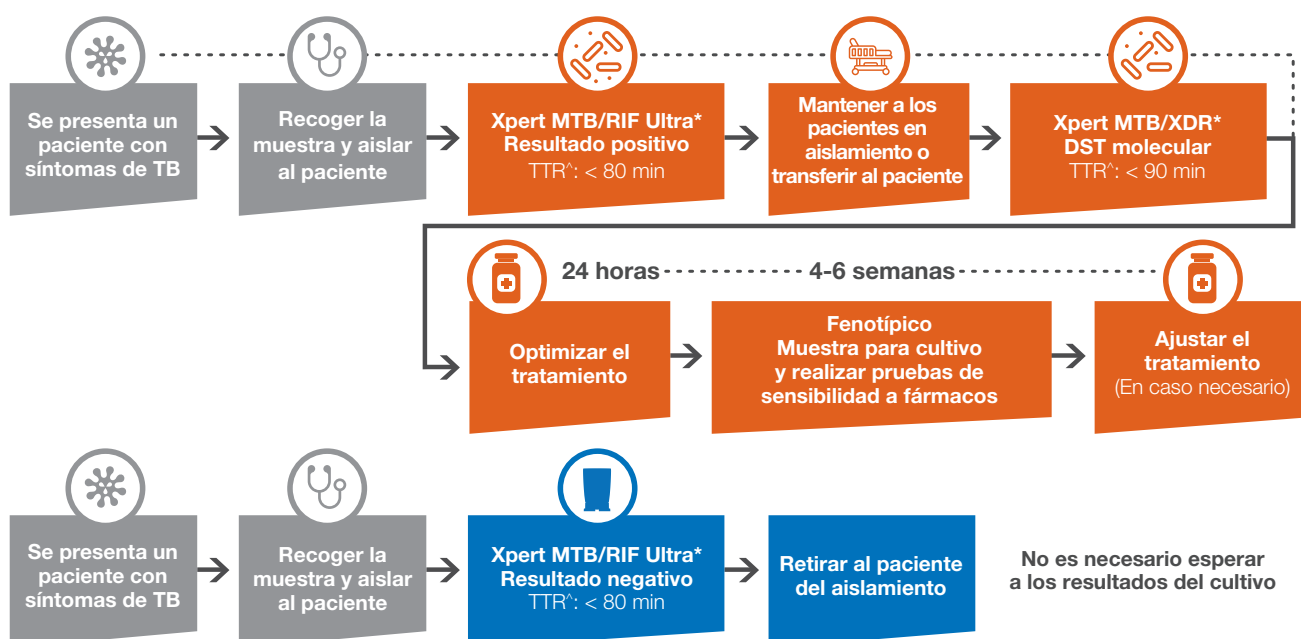 Se presenta un
paciente con
síntomas de TB
Recoger la
muestra y aislar
al paciente
Xpert MTB/RIF Ultra*
Resultado positivo
TTR^: < 80 min
Mantener a los
pacientes en
aislamiento o
transferir al paciente
Xpert MTB/XDR*
DST molecular
TTR^: < 90 min
24 horas
4-6 semanas
Optimizar el
tratamiento
Fenotípico
Muestra para cultivo
y realizar pruebas de
sensibilidad a fármacos
Ajustar el
tratamiento
(En caso necesario)
Se presenta un
paciente con
síntomas de TB
Recoger la
muestra y aislar
al paciente
Xpert MTB/RIF Ultra*
Resultado negativo
TTR^: < 80 min
Retirar al paciente
del aislamiento
No es necesario esperar
a los resultados del cultivo